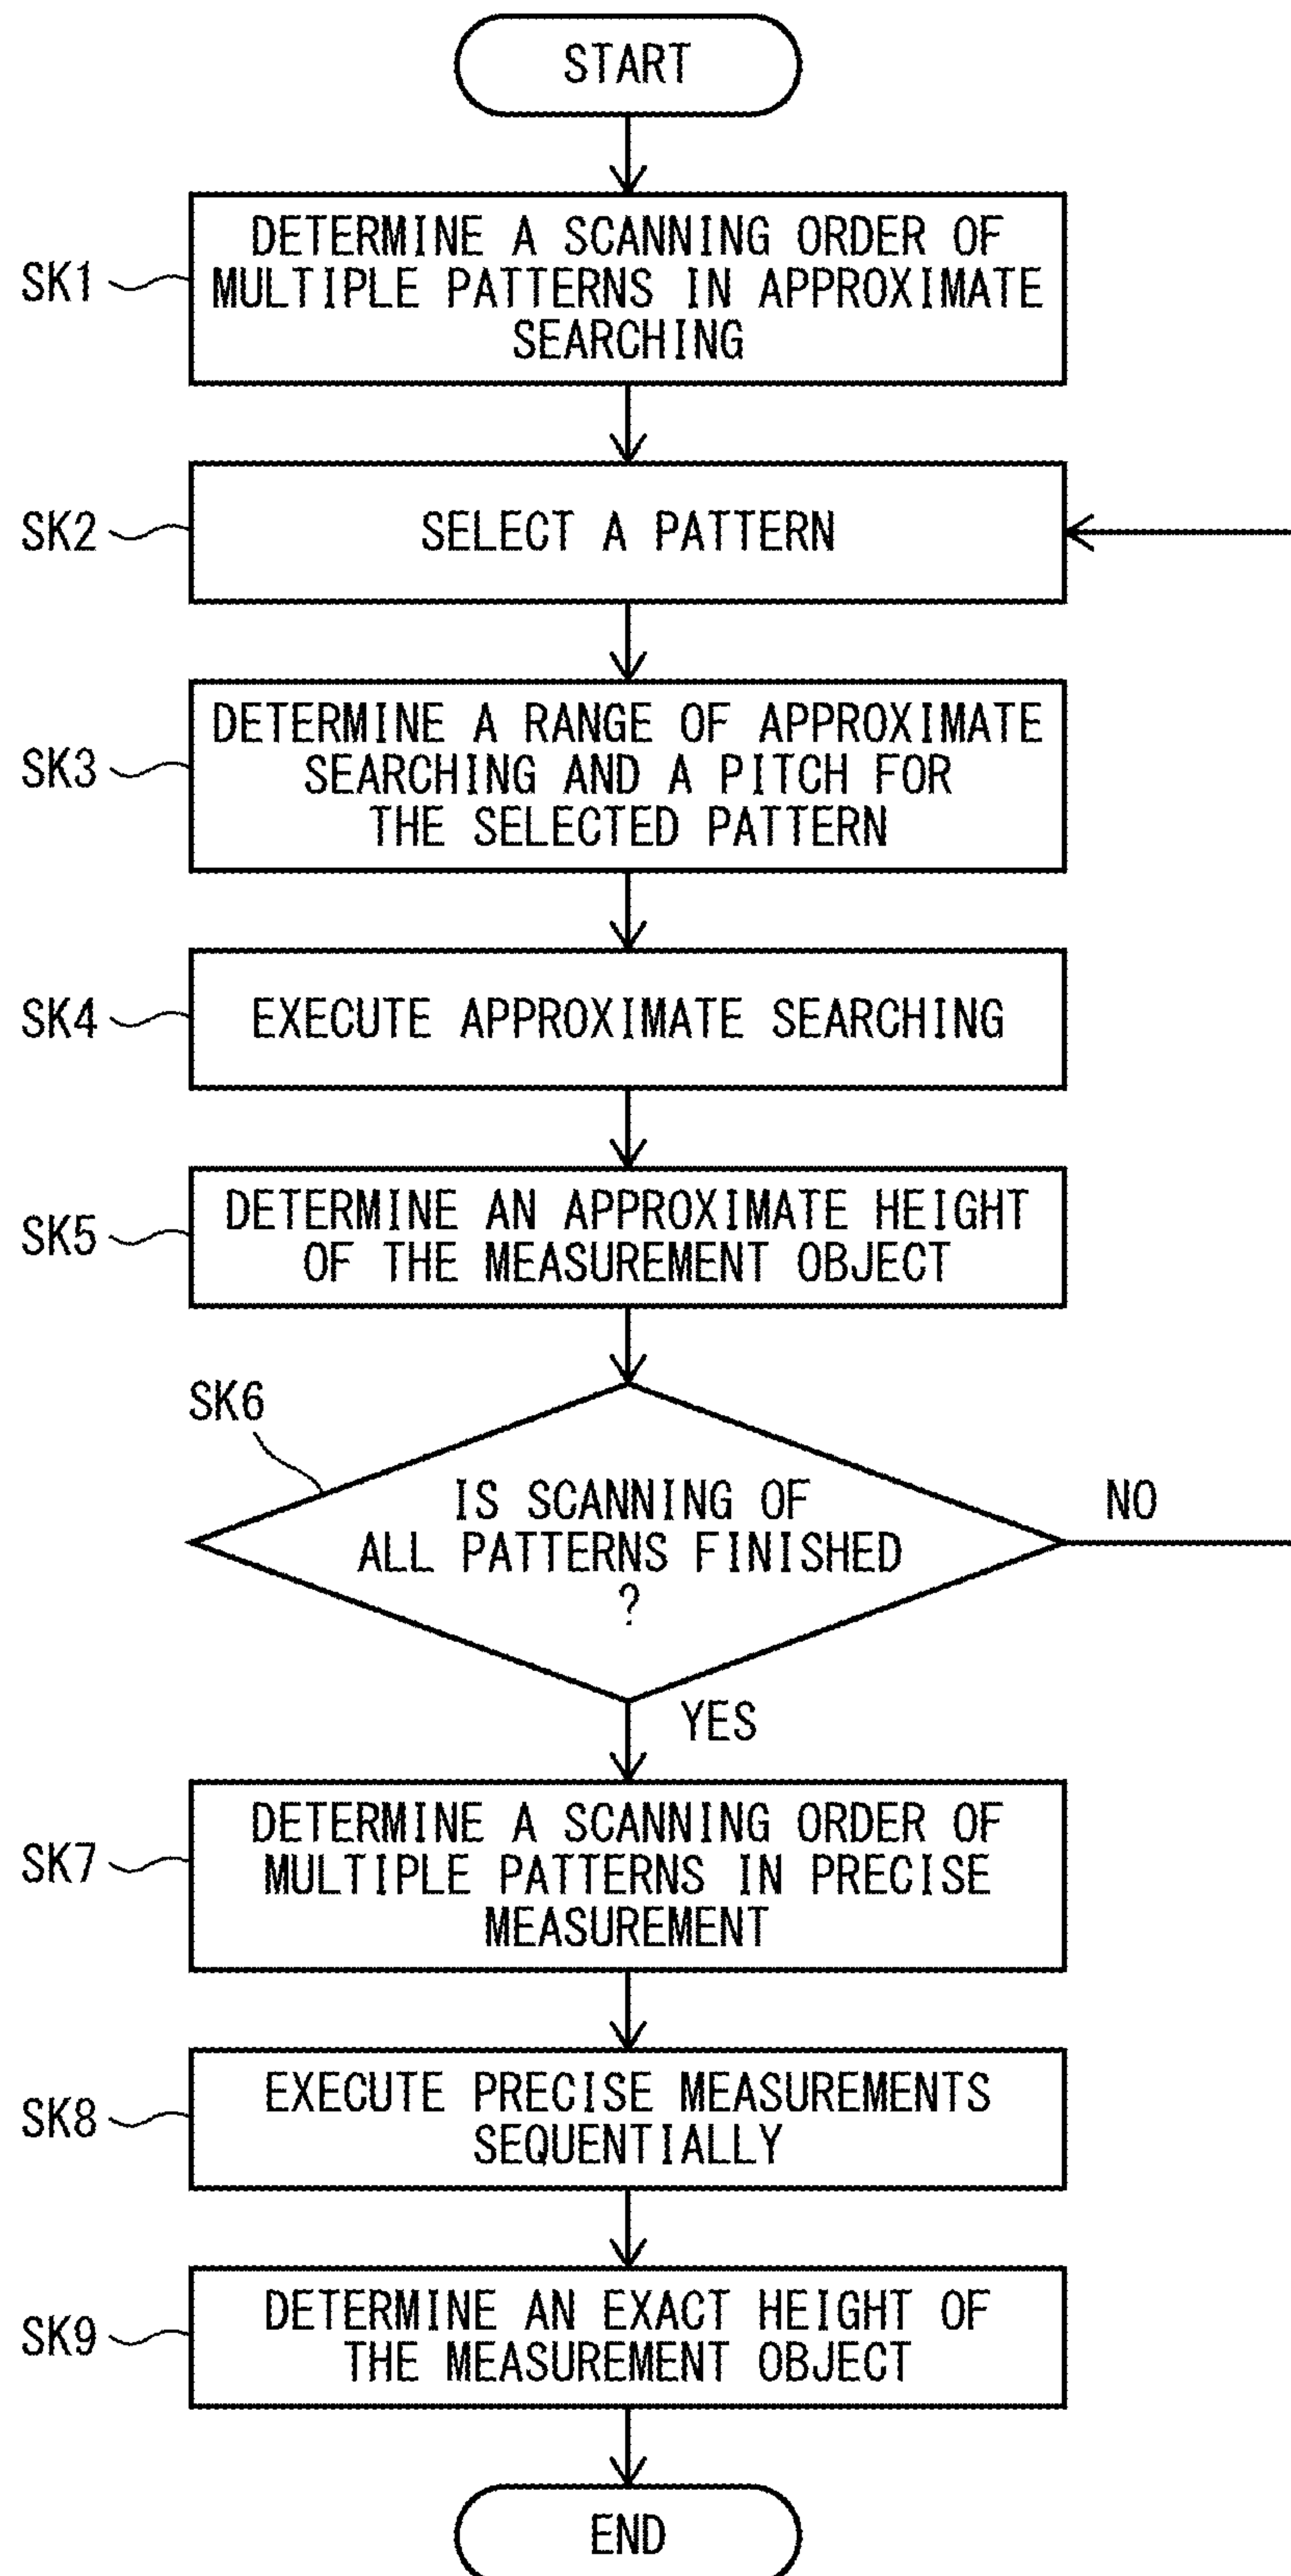 START
SK1
DETERMINE A SCANNING ORDER OF
MULTIPLE PATTERNS IN APPROXIMATE
SEARCHING
SK2
SELECT A PATTERN
SK3
DETERMINE A RANGE OF APPROXIMATE
SEARCHING AND A PITCH FOR
THE SELECTED PATTERN
SK4
EXECUTE APPROXIMATE SEARCHING
SK5
DETERMINE AN APPROXIMATE HEIGHT
OF THE MEASUREMENT OBJECT
SK6
IS SCANNING OF
ALL PATTERNS FINISHED
?
NO
YES
SK7
DETERMINE A SCANNING ORDER OF
MULTIPLE PATTERNS IN PRECISE
MEASUREMENT
SK8
EXECUTE PRECISE MEASUREMENTS
SEQUENTIALLY
SK9
DETERMINE AN EXACT HEIGHT OF
THE MEASUREMENT OBJECT
END